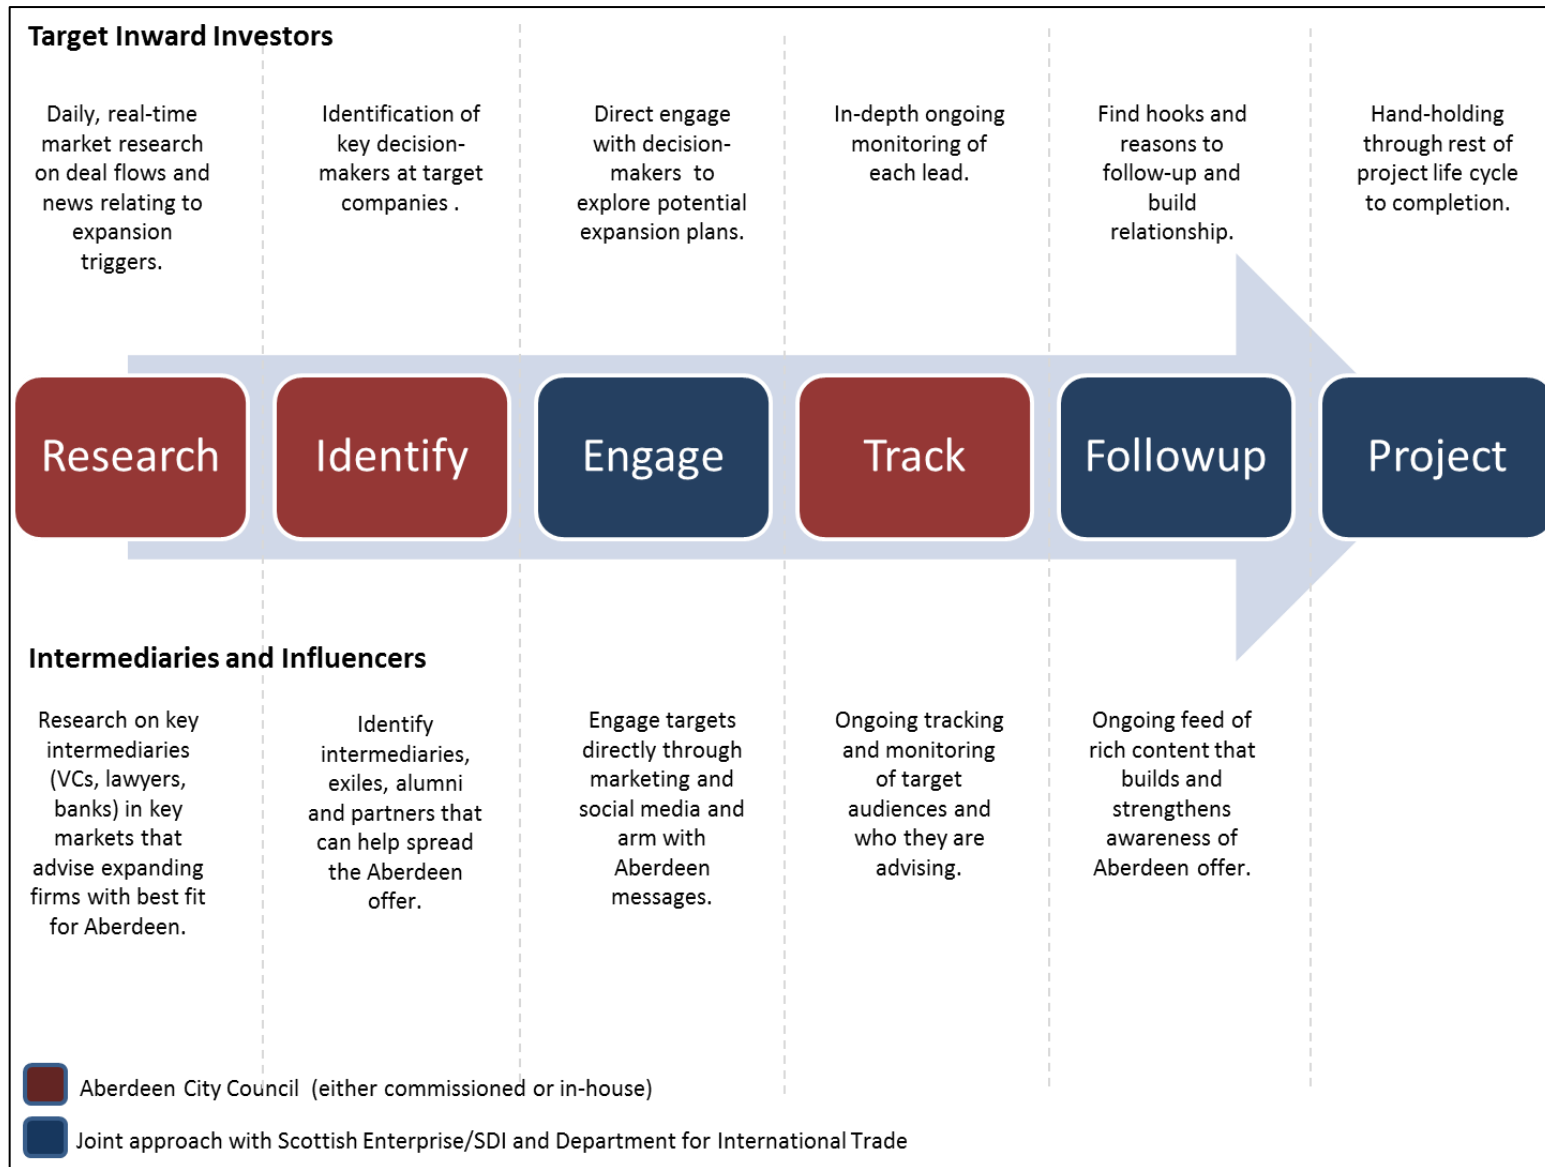 Target Inward Investors
Daily, real-time
market research
on deal flows and
news relating to
expansion
triggers.
Identification of
key decision-
makers at target
companies .
Direct engage
with decision-
makers to
explore potential
expansion plans.
In-depth ongoing
monitoring of
each lead.
Find hooks and
reasons to
follow-up and
build
relationship.
Hand-holding
through rest of
project life cycle
to completion.
Research
Identify
Engage
Track
Followup
Project
Intermediaries and Influencers
Research on key
intermediaries
(VCs, lawyers,
banks) in key
markets that
advise expanding
firms with best fit
for Aberdeen.
Identify
intermediaries,
exiles, alumni
and partners that
can help spread
the Aberdeen
offer.
Engage targets
directly through
marketing and
social media and
arm with
Aberdeen
messages.
Ongoing tracking
and monitoring
of target
audiences and
who they are
advising.
Ongoing feed of
rich content that
builds and
strengthens
awareness of
Aberdeen offer.
Aberdeen City Council (either commissioned or in-house)
Joint approach with Scottish Enterprise/SDI and Department for International Trade